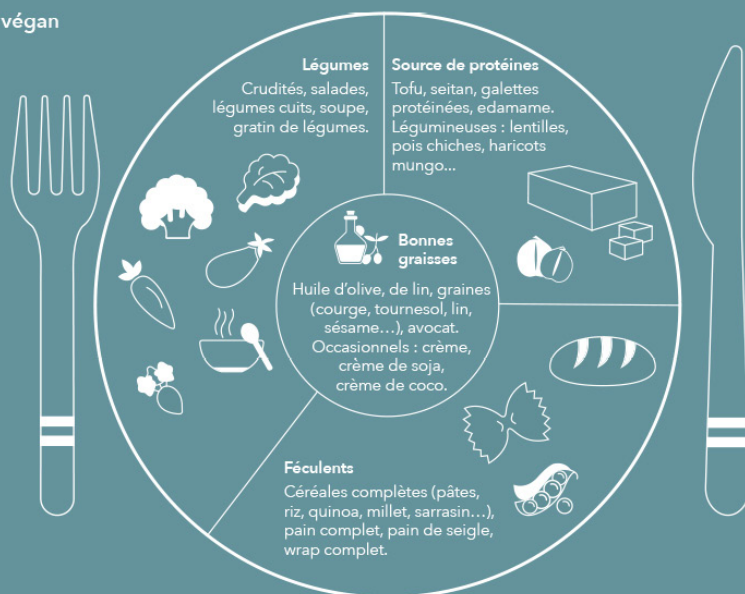 végan
Légumes
Crudités, salades,
légumes cuits, soupe,
gratin de légumes.
Source de protéines
Tofu, seitan, galettes
protéinées, edamame.
Légumineuses : lentilles,
pois chiches, haricots
mungo...
Bonnes
graisses
Huile d'olive, de lin, graines
(courge, tournesol, lin,
sésame…), avocat.
Occasionnels : crème,
crème de soja,
crème de coco.
Féculents
Céréales complètes (pâtes,
riz, quinoa, millet, sarrasin…),
pain complet, pain de seigle,
wrap complet.